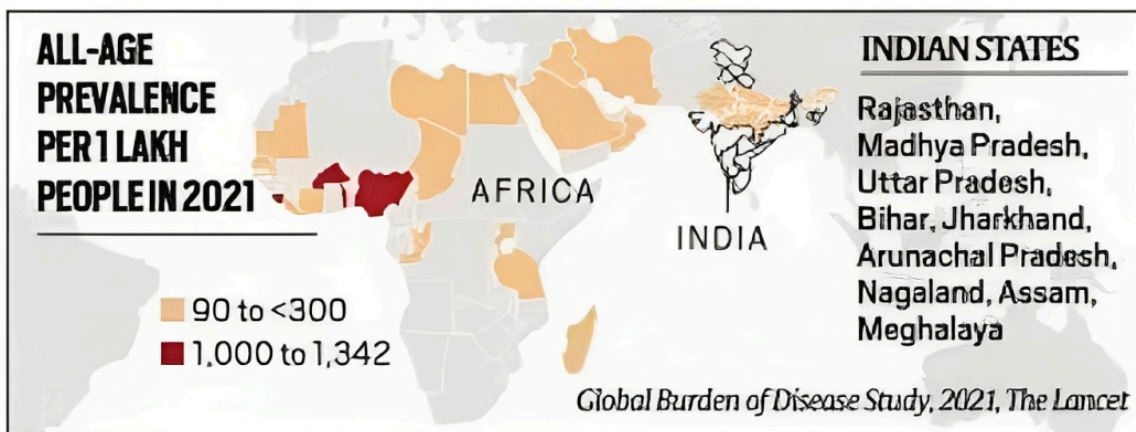 ALL-AGE
PREVALENCE
PER 1 LAKH
PEOPLE IN 2021
90 to <300
1,000 to 1,342
AFRICA
INDIA
INDIAN STATES
Rajasthan,
Madhya Pradesh,
Uttar Pradesh,
Bihar, Jharkhand,
Arunachal Pradesh,
Nagaland, Assam,
Meghalaya
Global Burden of Disease Study, 2021, The Lancet